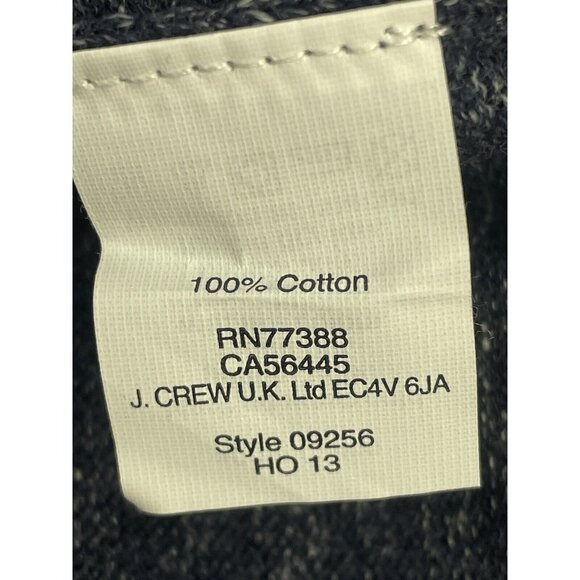 100% Cotton
RN77388
CA56445
J. CREW U.K. Ltd EC4V 6JA
Style 09256
HO 13